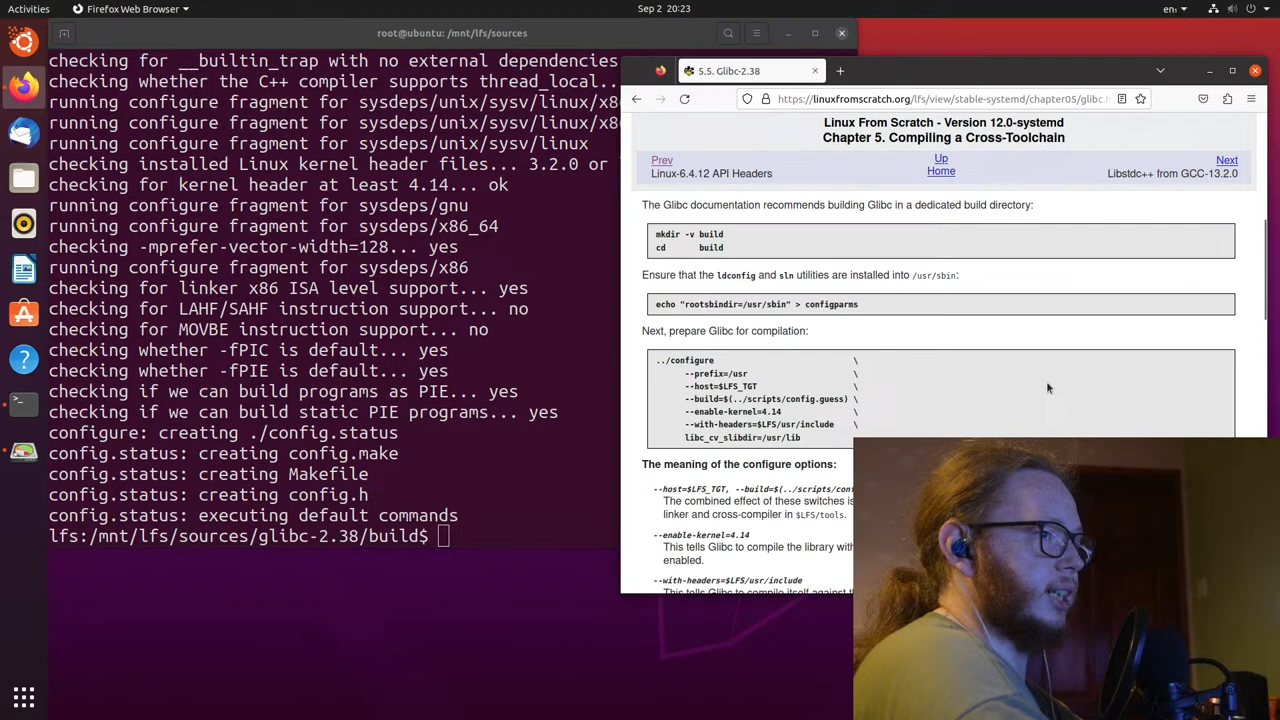 Activities
Firefox Web Browser
Sep 2 20:23
en
root@ubuntu: /mnt/lfs/sources
checking for __builtin_trap with no external dependencies
checking whether the C++ compiler supports thread_local...
running configure fragment for sysdeps/unix/sysv/linux/x8
running configure fragment for sysdeps/unix/sysv/linux/x8
running configure fragment for sysdeps/unix/sysv/linux
checking installed Linux kernel header files... 3.2.0 or
checking for kernel header at least 4.14... ok
running configure fragment for sysdeps/gnu
running configure fragment for sysdeps/x86_64
checking -mprefer-vector-width=128... yes
running configure fragment for sysdeps/x86
checking for linker x86 ISA level support... yes
checking for LAHF/SAHF instruction support... no
checking for MOVBE instruction support... no
checking whether -fPIC is default... yes
checking whether -fPIE is default... yes
checking if we can build programs as PIE... yes
checking if we can build static PIE programs... yes
configure: creating ./config.status
config.status: creating config.make
config.status: creating Makefile
config.status: creating config.h
config.status: executing default commands
lfs:/mnt/lfs/sources/glibc-2.38/build$
5.5. Glibc-2.38
https://linuxfromscratch.org/lfs/view/stable-systemd/chapter05/glibc.h
Linux From Scratch - Version 12.0-systemd
Chapter 5. Compiling a Cross-Toolchain
Prev
Up
Next
Linux-6.4.12 API Headers
Home
Libstdc++ from GCC-13.2.0
The Glibc documentation recommends building Glibc in a dedicated build directory:
mkdir -v build
cd build
Ensure that the ldconfig and sln utilities are installed into /usr/sbin:
echo "rootsbindir=/usr/sbin" > configparms
Next, prepare Glibc for compilation:
../configure \
--prefix=/usr \
--host=$LFS_TGT \
--build=$(../scripts/config.guess) \
--enable-kernel=4.14 \
--with-headers=$LFS/usr/include \
libc_cv_slibdir=/usr/lib
The meaning of the configure options:
--host=$LFS_TGT, --build=$(../scripts/conf
The combined effect of these switches is
linker and cross-compiler in $LFS/tools.
--enable-kernel=4.14
This tells Glibc to compile the library with
enabled.
--with-headers=$LFS/usr/include
This tells Glibc to compile itself against t